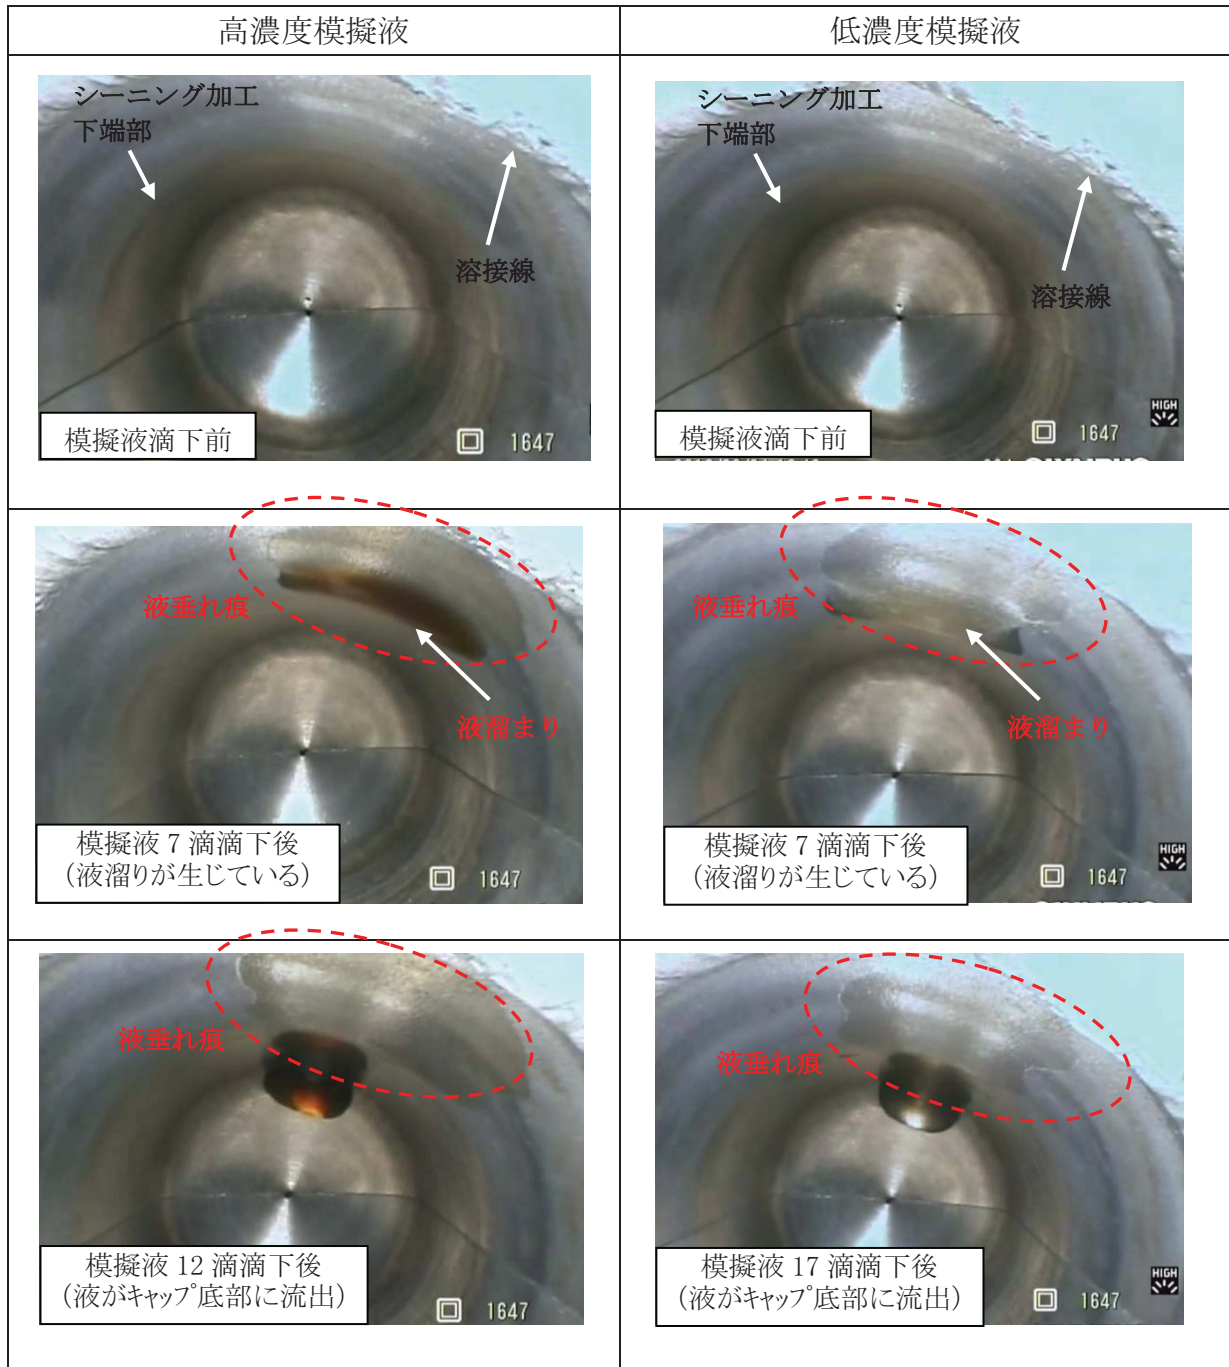 高濃度模擬液
低濃度模擬液
シーニング加工
下端部
溶接線
模擬液滴下前
1647
シーニング加工
下端部
溶接線
模擬液滴下前
HIGH
1647
液垂れ痕
液溜まり
模擬液 7 滴滴下後
(液溜りが生じている)
1647
液垂れ痕
液溜まり
模擬液 7 滴滴下後
(液溜りが生じている)
HIGH
1647
液垂れ痕
模擬液 12 滴滴下後
(液がキャップ底部に流出)
1647
液垂れ痕
模擬液 17 滴滴下後
(液がキャップ底部に流出)
HIGH
1647